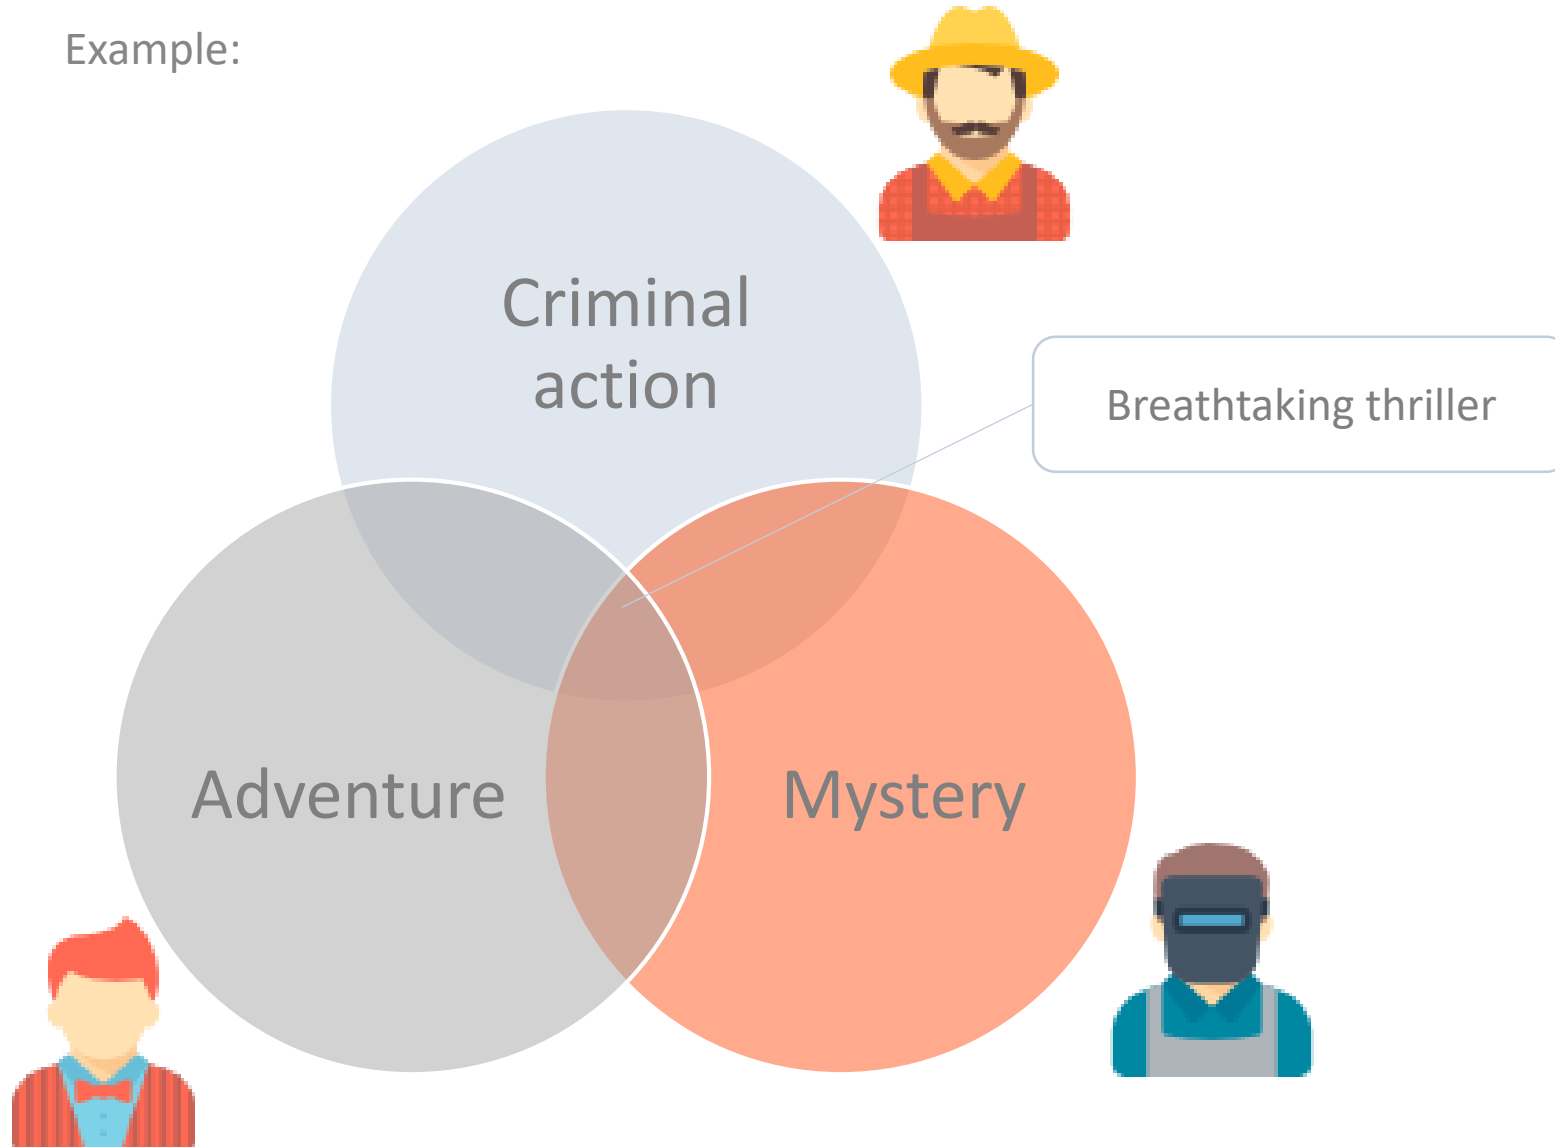 Example:
Criminal
action
Breathtaking thriller
Adventure
Mystery